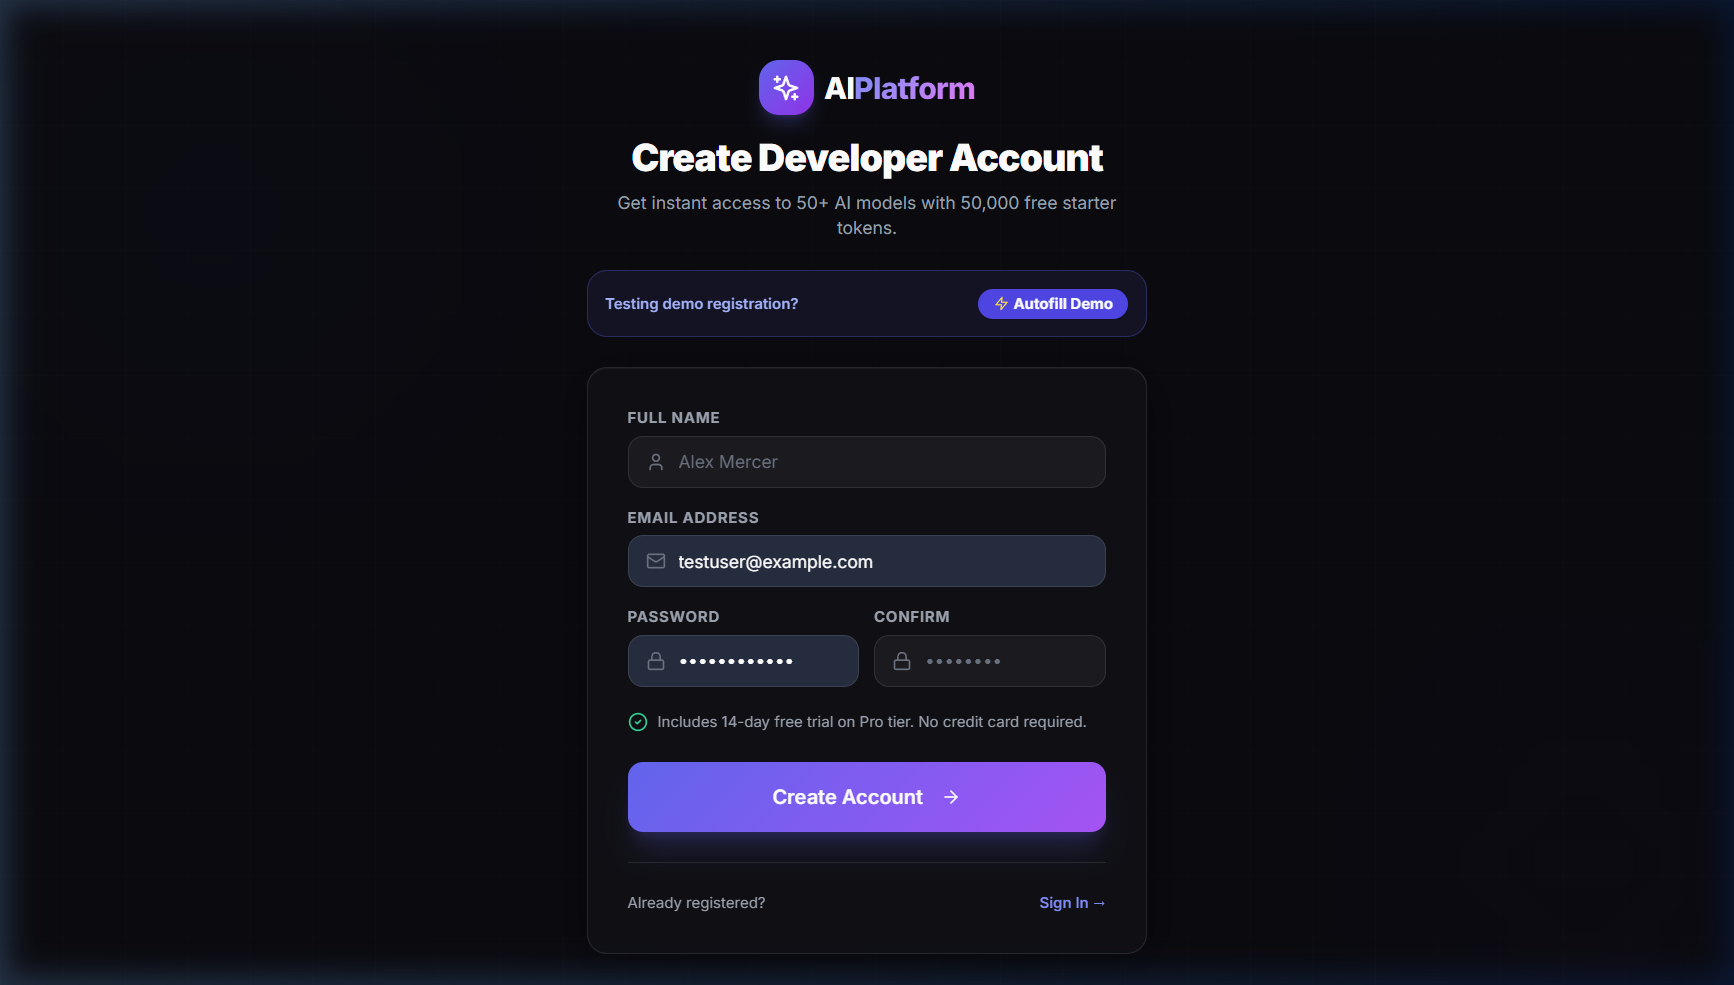 AIPlatform
Create Developer Account
Get instant access to 50+ AI models with 50,000 free starter
tokens.
Testing demo registration?
Autofill Demo
FULL NAME
Alex Mercer
EMAIL ADDRESS
testuser@example.com
PASSWORD
CONFIRM
••••••••••••
••••••••
Includes 14-day free trial on Pro tier. No credit card required.
Create Account →
Already registered?
Sign In →